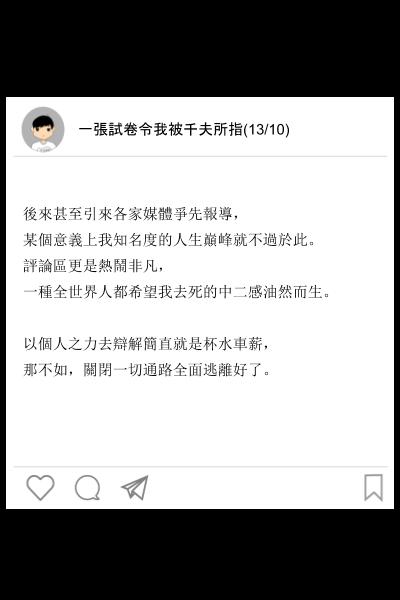 一張試卷令我被千夫所指(13/10)
後來甚至引來各家媒體爭先報導，
某個意義上我知名度的人生巔峰就不過於此。
評論區更是熱鬧非凡，
一種全世界人都希望我去死的中二感油然而生。
以個人之力去辯解簡直就是杯水車薪，
那不如，關閉一切通路全面逃離好了。